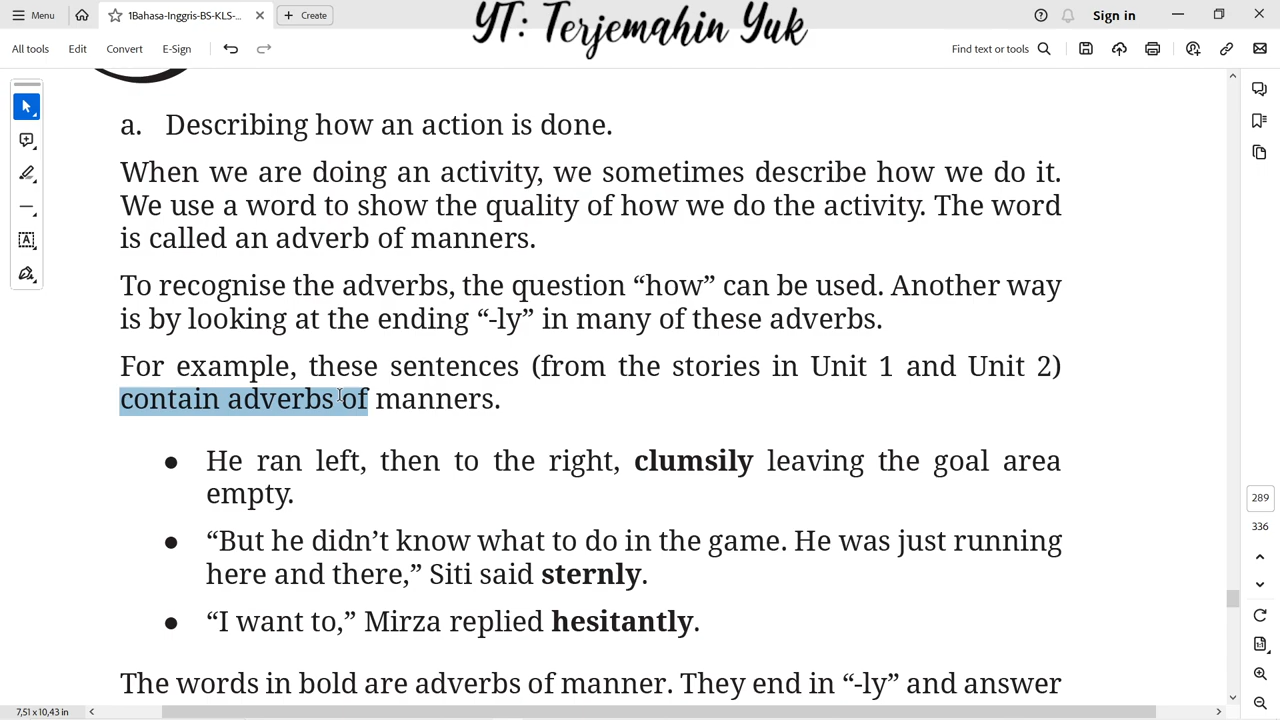 Menu
1Bahasa-Inggris-BS-KLS-...
Create
YT: Terjemahin Yuk
Sign in
All tools Edit Convert E-Sign
Find text or tools
a. Describing how an action is done.
When we are doing an activity, we sometimes describe how we do it.
We use a word to show the quality of how we do the activity. The word
is called an adverb of manners.
To recognise the adverbs, the question “how” can be used. Another way
is by looking at the ending “-ly” in many of these adverbs.
For example, these sentences (from the stories in Unit 1 and Unit 2)
contain adverbs of manners.
● He ran left, then to the right, clumsily leaving the goal area
empty.
● “But he didn’t know what to do in the game. He was just running
here and there,” Siti said sternly.
● “I want to,” Mirza replied hesitantly.
The words in bold are adverbs of manner. They end in “-ly” and answer
289
336
7,51 x 10,43 in